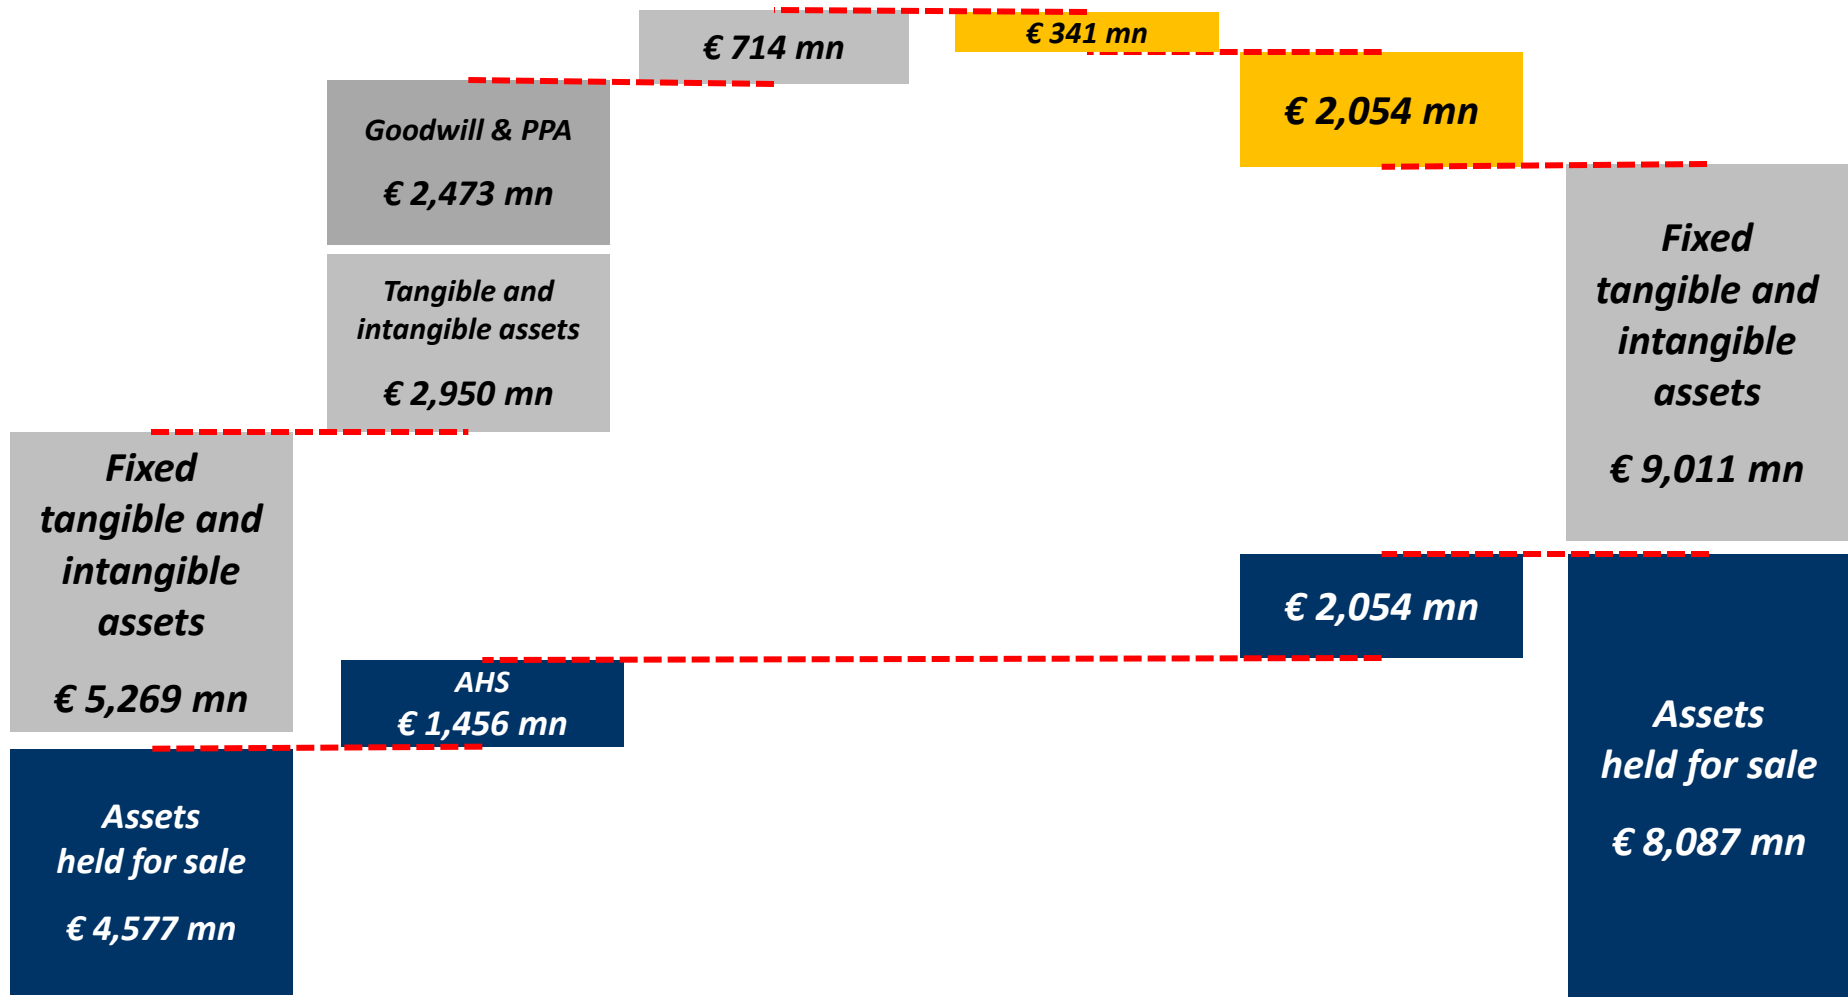 € 714 mn
€ 341 mn
Goodwill & PPA
€ 2,473 mn
€ 2,054 mn
Tangible and
intangible assets
€ 2,950 mn
Fixed
tangible and
intangible
assets
€ 9,011 mn
Fixed
tangible and
intangible
assets
€ 5,269 mn
AHS
€ 1,456 mn
€ 2,054 mn
Assets
held for sale
€ 8,087 mn
Assets
held for sale
€ 4,577 mn